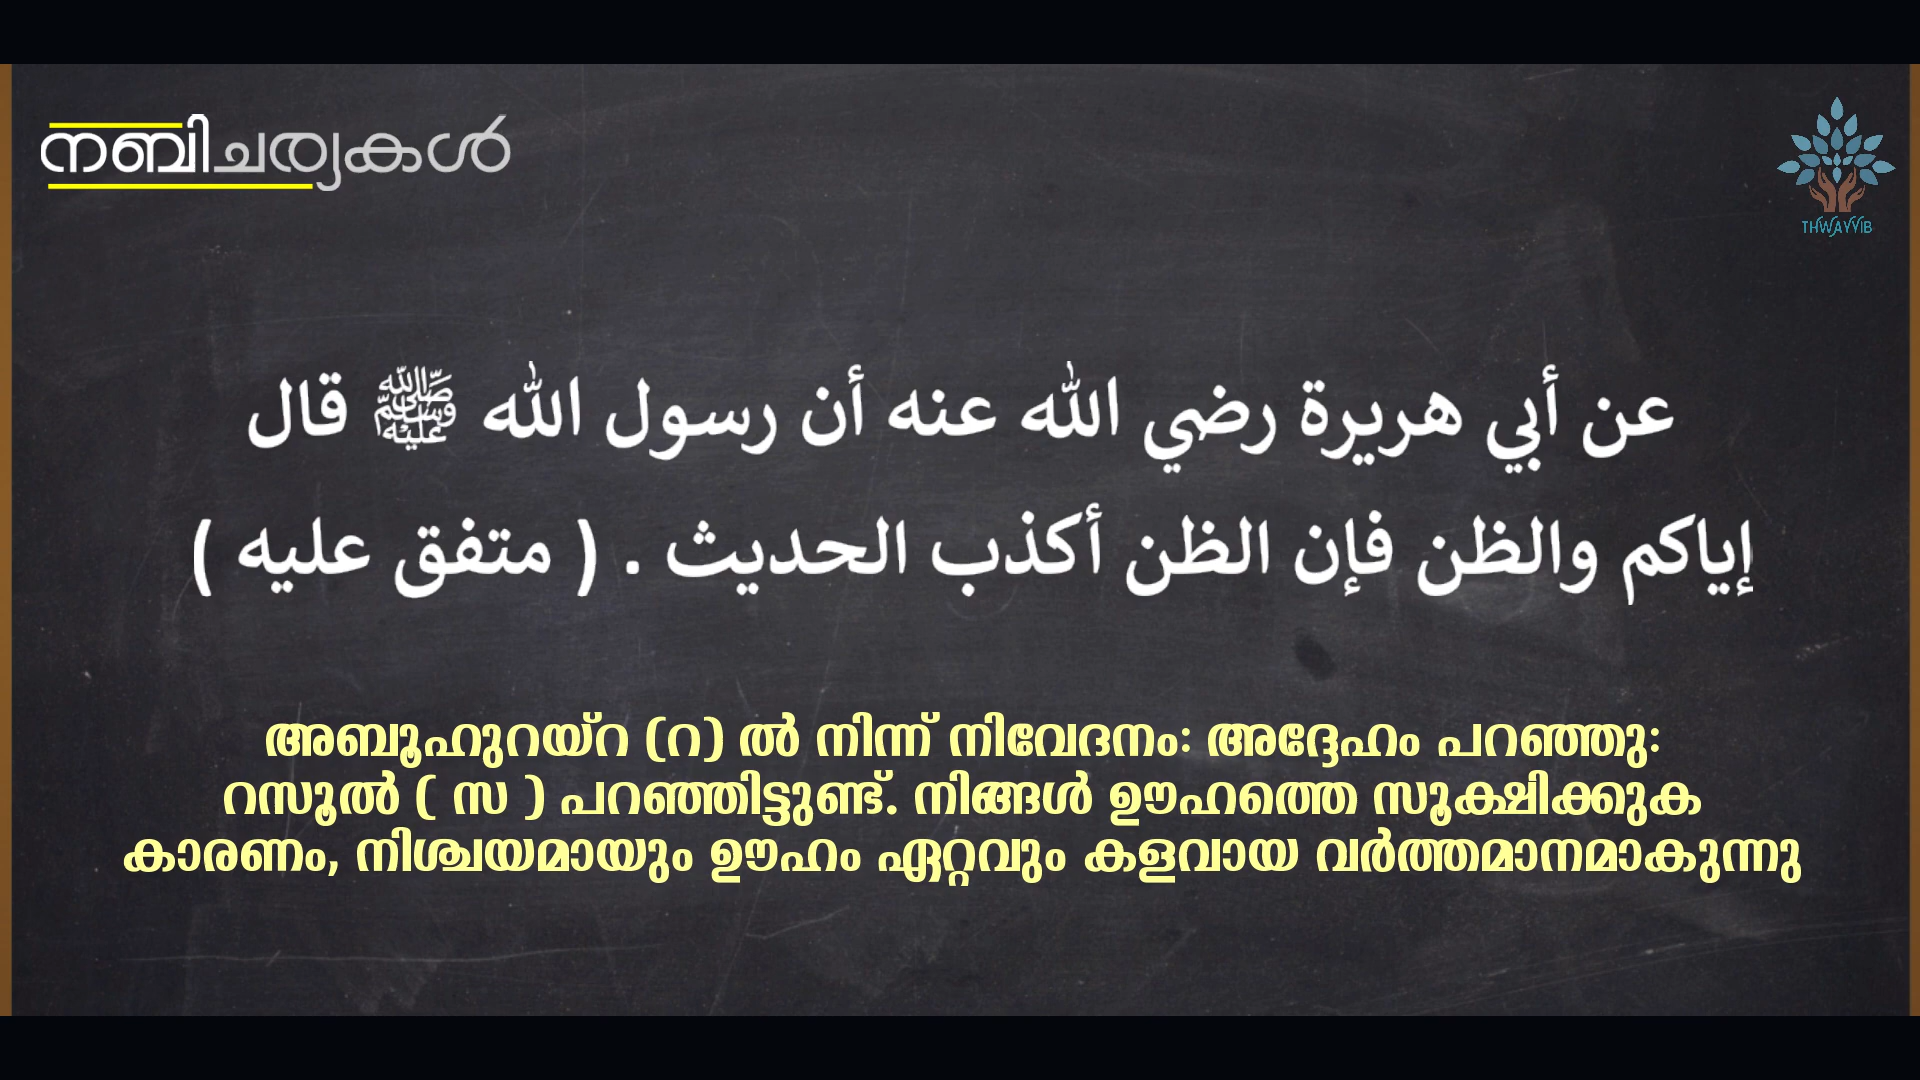 നബിചര്യകൾ
THWAYYIB
عن أبي هريرة رضي الله عنه أن رسول الله ﷺ قال
إياكم والظن فإن الظن أكذب الحديث . ( متفق عليه )
അബൂഹുറയ്റ (റ) ൽ നിന്ന് നിവേദനം: അദ്ദേഹം പറഞ്ഞു:
റസൂൽ ( സ ) പറഞ്ഞിട്ടുണ്ട്. നിങ്ങൾ ഊഹത്തെ സൂക്ഷിക്കുക
കാരണം, നിശ്ചയമായും ഊഹം ഏറ്റവും കളവായ വർത്തമാനമാകുന്നു